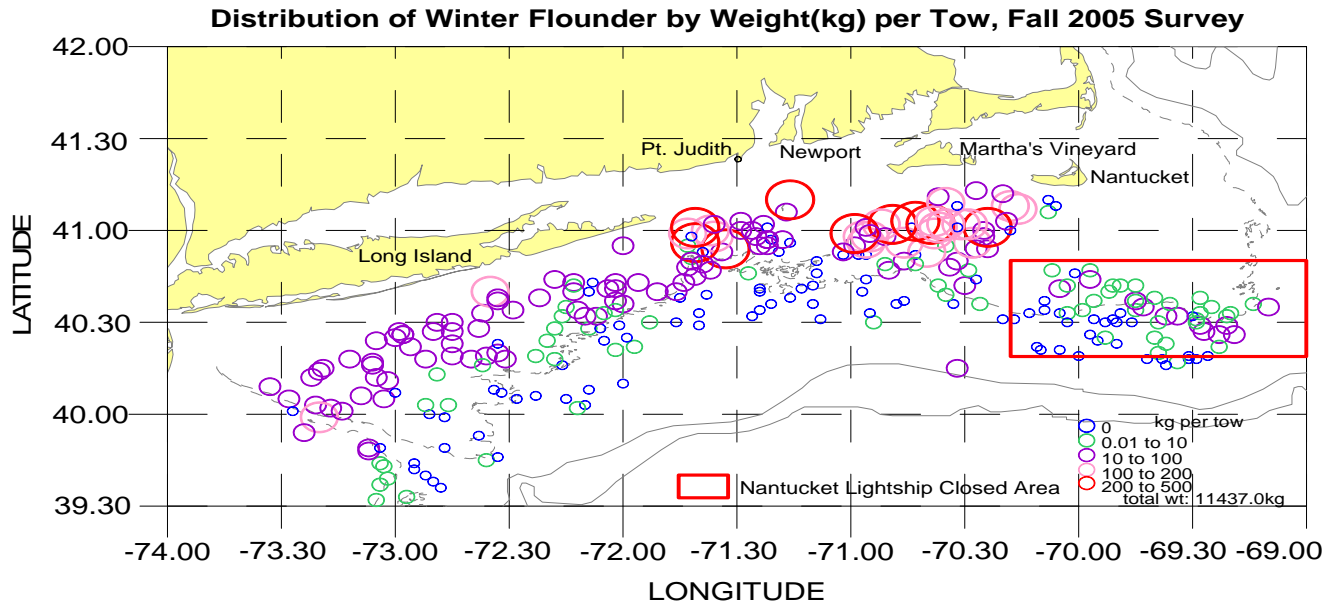 Distribution of Winter Flounder by Weight(kg) per Tow, Fall 2005 Survey
42.00
41.30
41.00
40.30
40.00
39.30
LATITUDE
Pt. Judith
Newport
Martha's Vineyard
Nantucket
Long Island
kg per tow
0
0.01 to 10
10 to 100
100 to 200
200 to 500
total wt: 11437.0kg
Nantucket Lightship Closed Area
-74.00 -73.30 -73.00 -72.30 -72.00 -71.30 -71.00 -70.30 -70.00 -69.30 -69.00
LONGITUDE